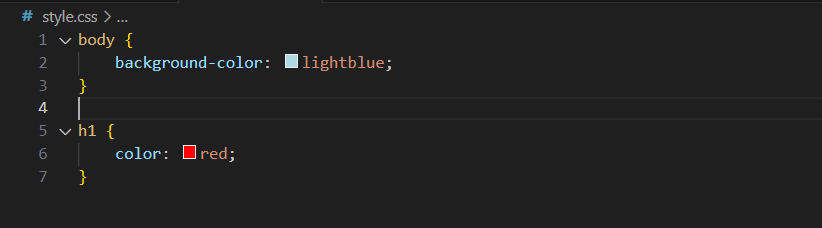 # style.css > ...
1 body {
2 background-color: lightblue;
3 }
4
5 h1 {
6 color: red;
7 }